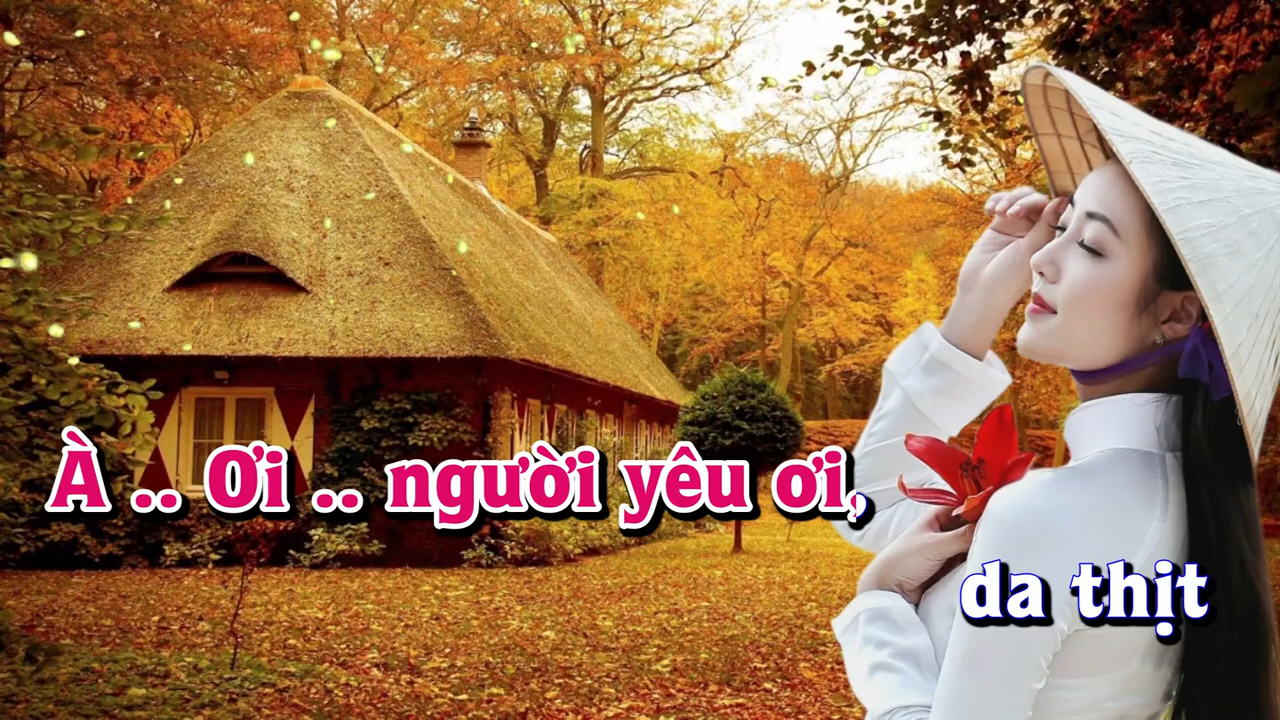 À .. Ơi .. người yêu ơi,
da thịt